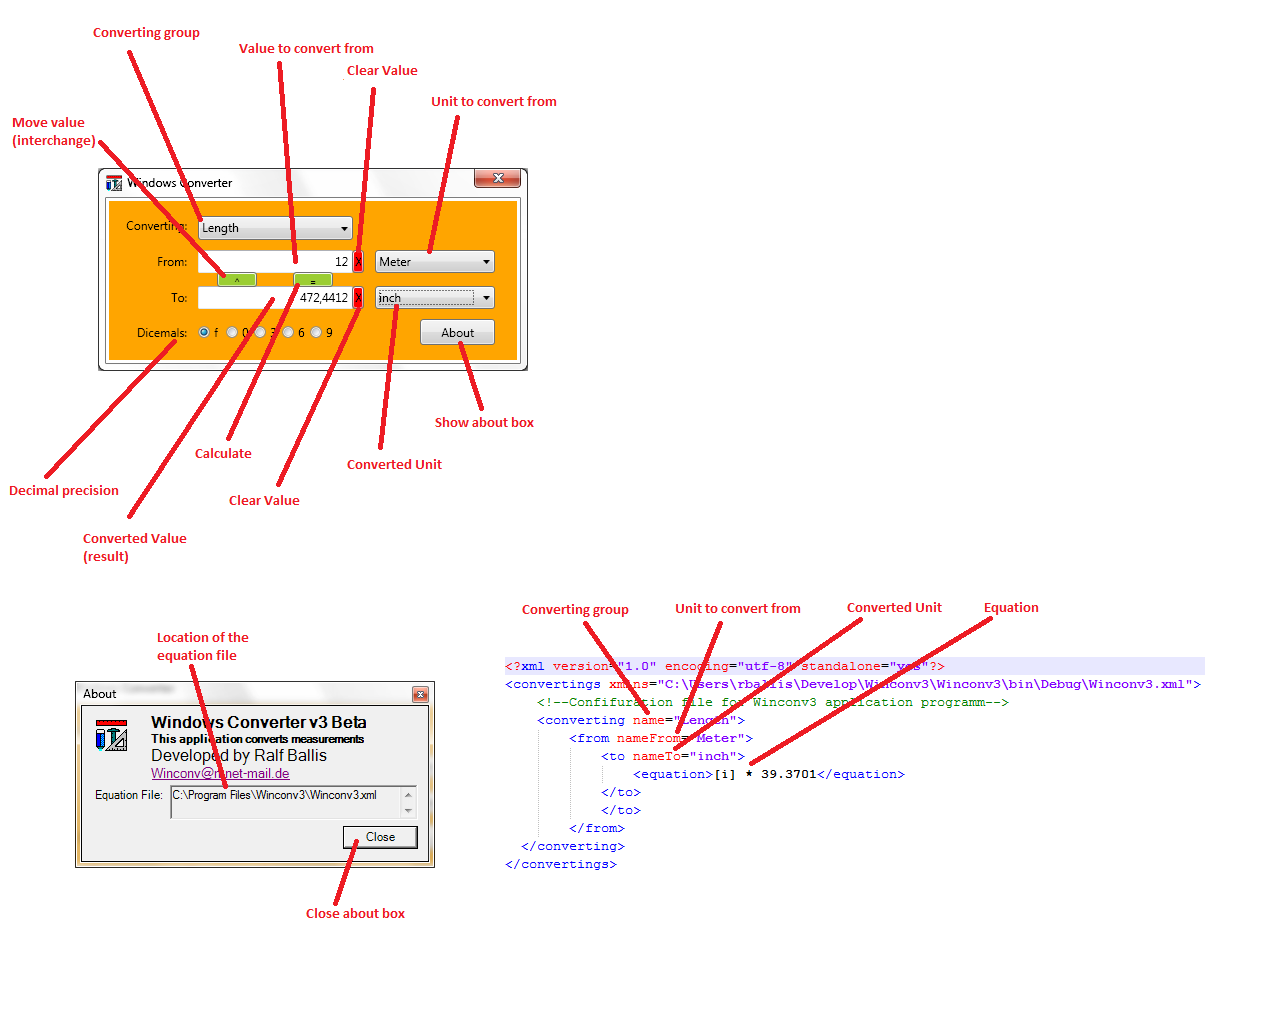 Converting group
Value to convert from
Clear Value
Unit to convert from
Move value
(interchange)
Windows Converter
Converting:
Length
From:
12
X
Meter
^
=
To:
472,4412
X
inch
Dicemals:
f
0
3
6
9
About
Show about box
Calculate
Converted Unit
Decimal precision
Clear Value
Converted Value
(result)
Location of the
equation file
About
Windows Converter v3 Beta
This application converts measurements
Developed by Ralf Ballis
Equation File:
C:\Program Files\Winconv3\Winconv3.xml
Close
Close about box
Converting group
Unit to convert from
Converted Unit
Equation
<?xml version="1.0" encoding="utf-8" standalone="yes"?>
<convertings xmlns="C:\Users\rballis\Develop\Winconv3\Winconv3\bin\Debug\Winconv3.xml">
<!--Confifuration file for Winconv3 application programm-->
<converting name="Length">
<from nameFrom="Meter">
<to nameTo="inch">
<equation>[i] * 39.3701</equation>
</to>
</to>
</from>
</converting>
</convertings>